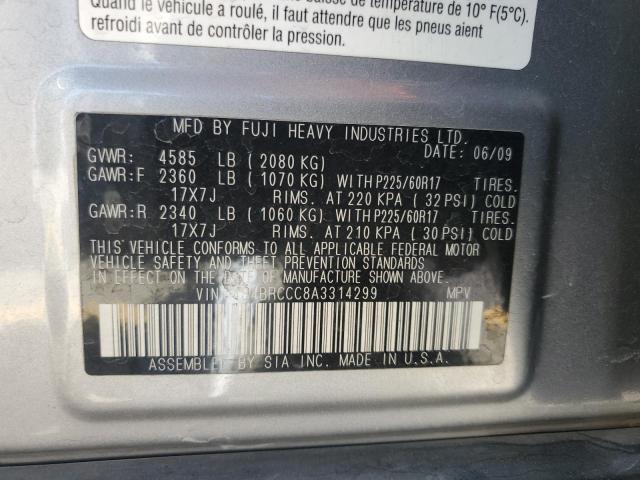 température de 10° F(5°C).
Quand le véhicule a roulé, il faut attendre que les pneus aient
refroidi avant de contrôler la pression.
MFD BY FUJI HEAVY INDUSTRIES LTD.
DATE: 06/09
GVWR: 4585 LB ( 2080 KG)
GAWR:F 2360 LB ( 1070 KG) WITH P225/60R17 TIRES.
17X7J RIMS. AT 220 KPA ( 32 PSI) COLD
GAWR:R 2340 LB ( 1060 KG) WITH P225/60R17 TIRES.
17X7J RIMS. AT 210 KPA ( 30 PSI) COLD
THIS VEHICLE CONFORMS TO ALL APPLICABLE FEDERAL MOTOR
VEHICLE SAFETY AND THEFT PREVENTION STANDARDS
IN EFFECT ON THE DATE OF MANUFACTURE SHOWN ABOVE.
MPV
ASSEMBLED BY SIA INC. MADE IN U.S.A.